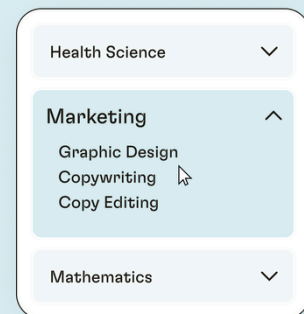 Health Science
Marketing
Graphic Design
Copywriting
Copy Editing
Mathematics